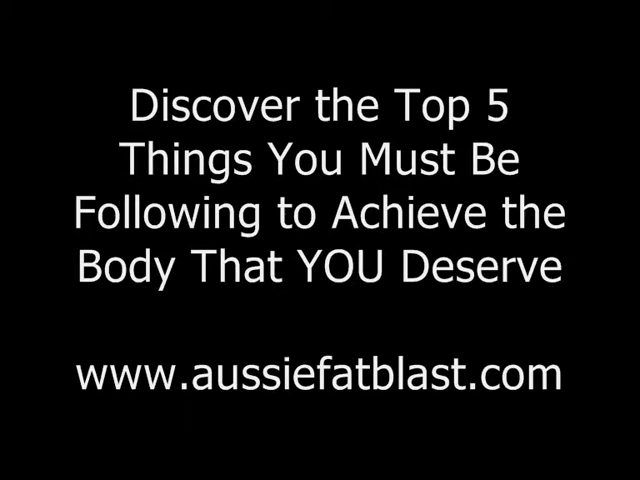 Discover the Top 5
Things You Must Be
Following to Achieve the
Body That YOU Deserve
www.aussiefatblast.com